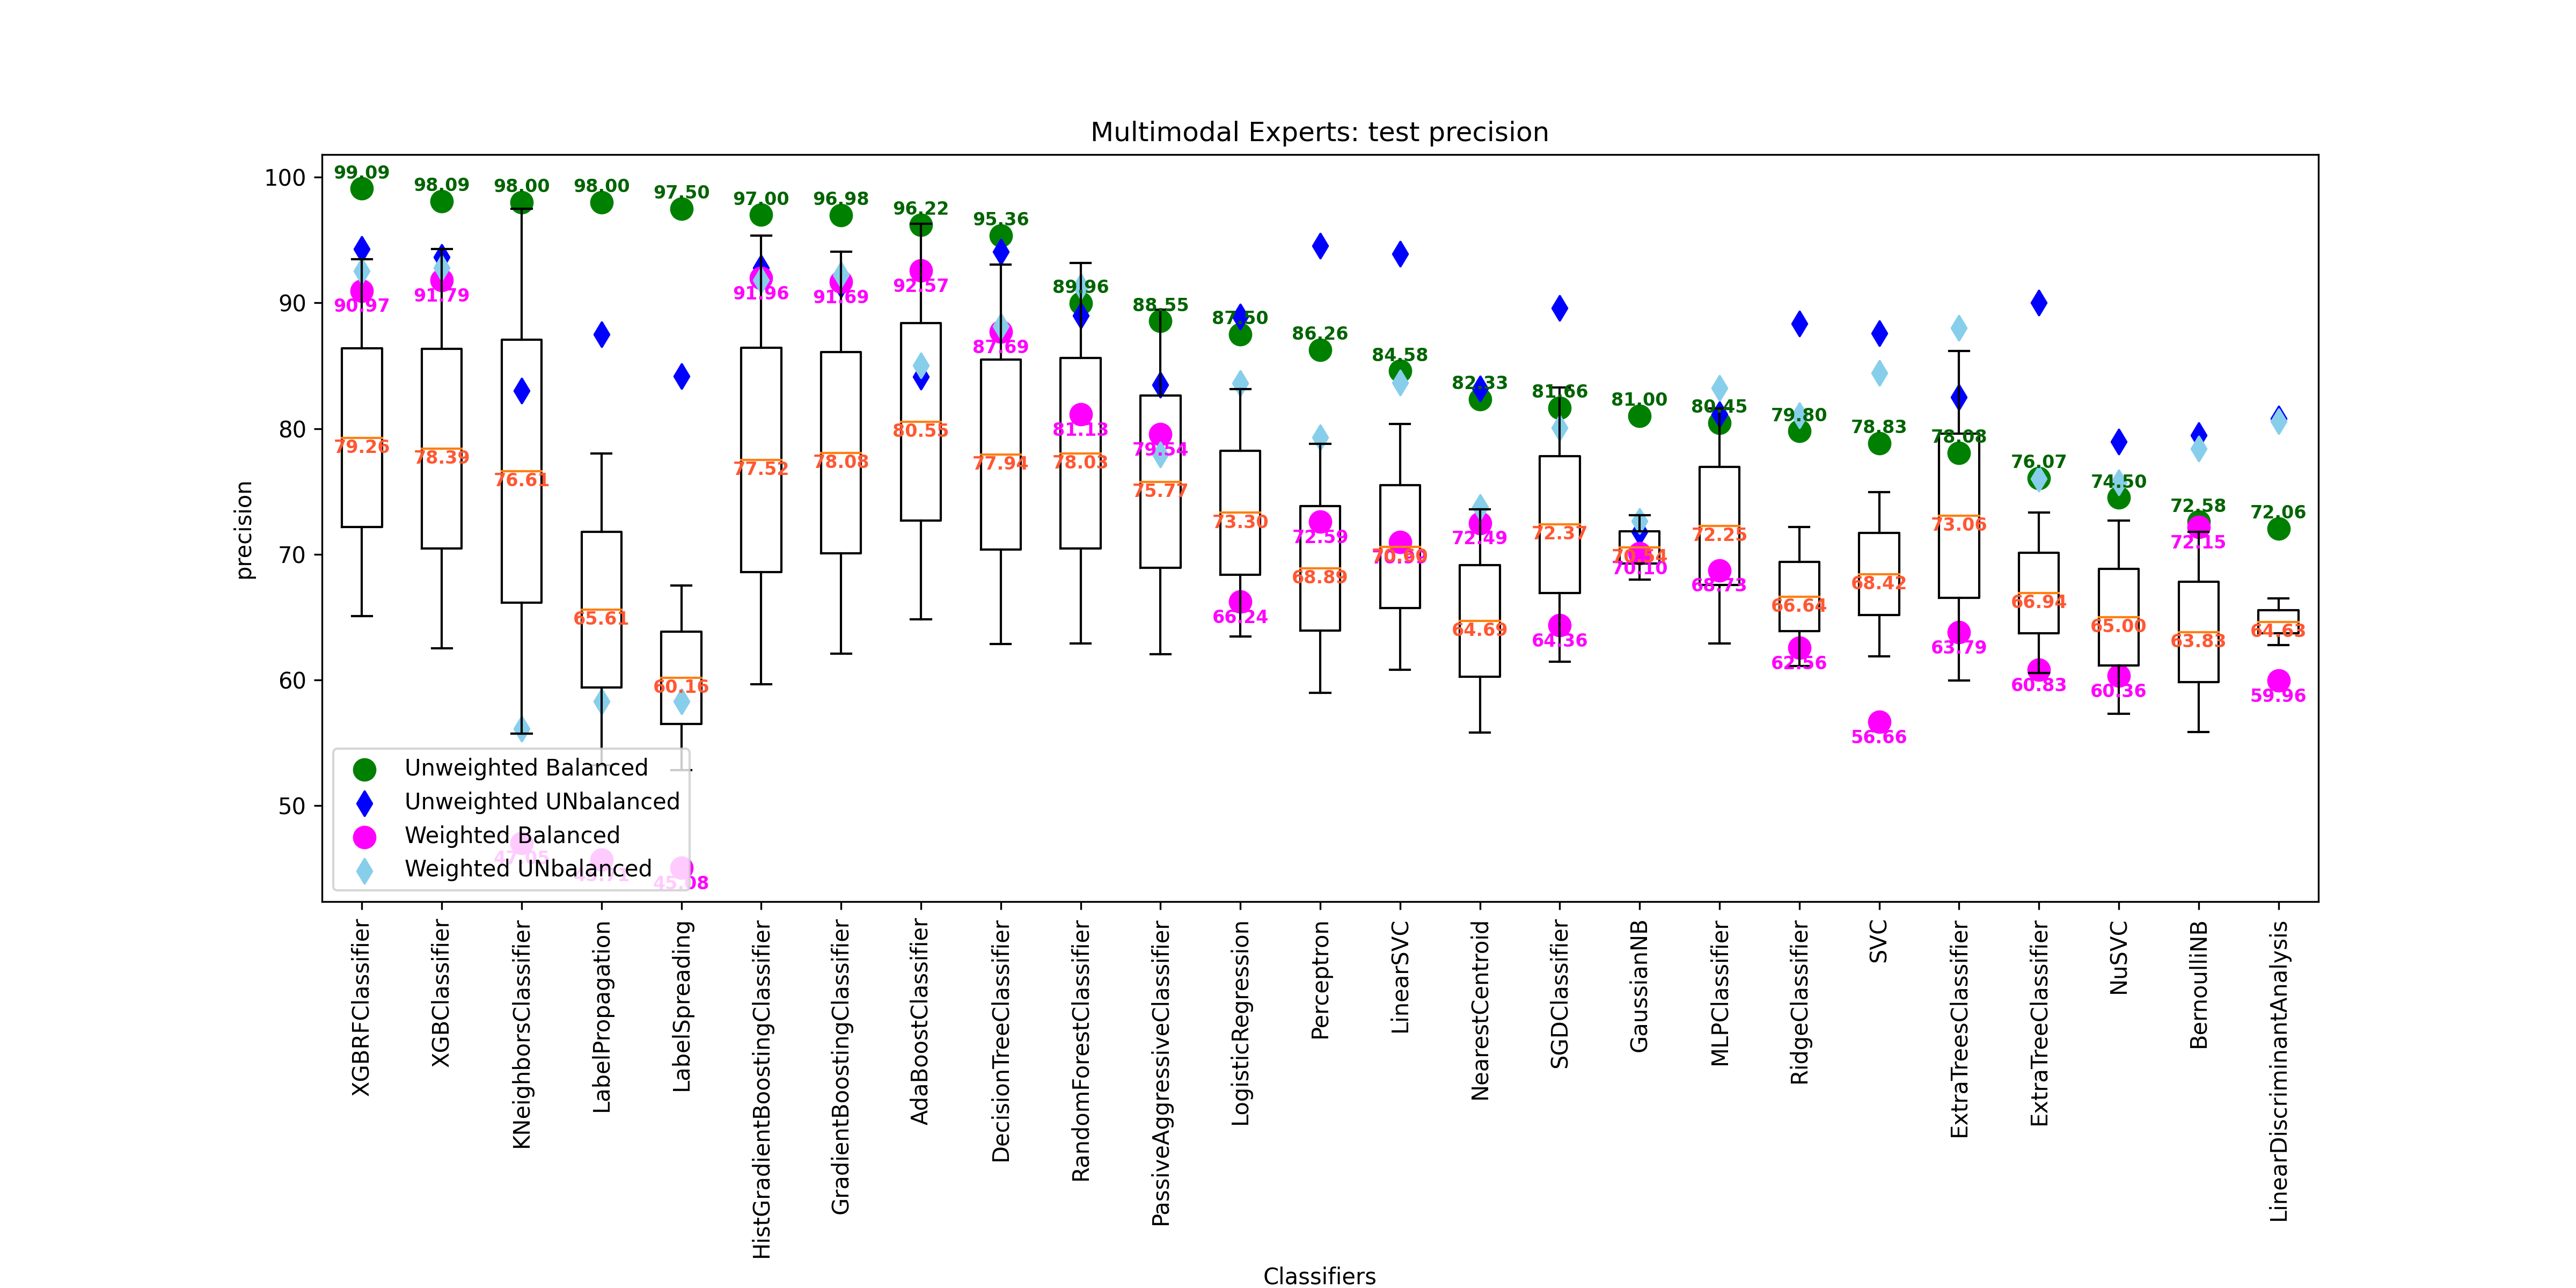 Multimodal Experts: test precision
precision
100
90
80
70
60
50
99.09
98.09
98.00
98.00
97.50
97.00
96.98
96.22
95.36
89.96
88.55
87.50
86.26
84.58
82.33
81.66
81.00
80.45
79.80
78.83
78.08
76.07
74.50
72.58
72.06
90.97
91.79
91.96
91.69
92.57
87.69
81.13
79.54
66.24
72.59
70.99
72.49
64.36
70.10
68.73
62.56
56.66
63.79
60.83
60.36
72.15
59.96
79.26
78.39
76.61
65.61
60.16
77.52
78.08
80.55
77.94
78.03
75.77
73.30
68.89
64.69
72.37
70.54
72.25
66.64
68.42
73.06
66.94
65.00
63.83
64.63
47.05
45.71
45.08
Unweighted Balanced
Unweighted UNbalanced
Weighted Balanced
Weighted UNbalanced
XGBRFClassifier
XGBClassifier
KNeighborsClassifier
LabelPropagation
LabelSpreading
HistGradientBoostingClassifier
GradientBoostingClassifier
AdaBoostClassifier
DecisionTreeClassifier
RandomForestClassifier
PassiveAggressiveClassifier
LogisticRegression
Perceptron
LinearSVC
NearestCentroid
SGDClassifier
GaussianNB
MLPClassifier
RidgeClassifier
SVC
ExtraTreesClassifier
ExtraTreeClassifier
NuSVC
BernoulliNB
LinearDiscriminantAnalysis
Classifiers